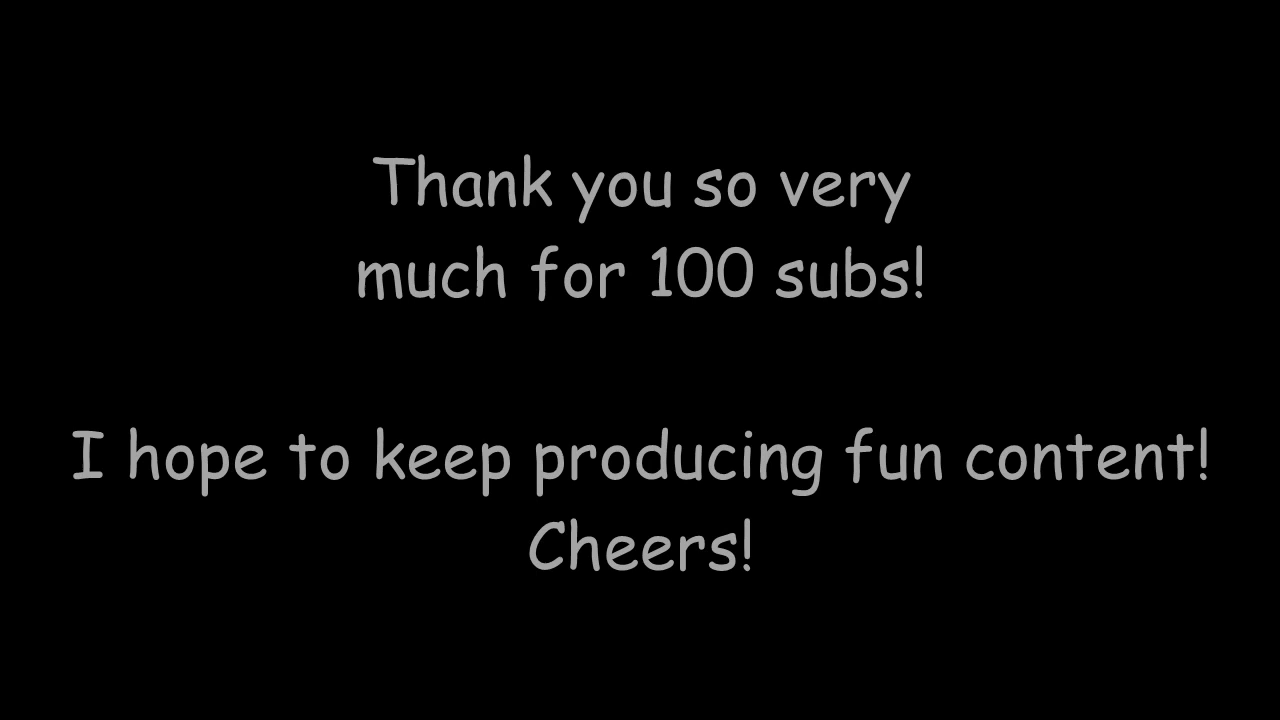 Thank you so very
much for 100 subs!
I hope to keep producing fun content!
Cheers!